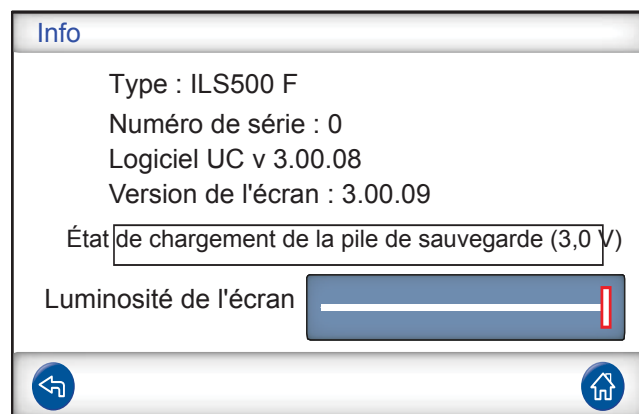 Info
Type : ILS500 F
Numéro de série : 0
Logiciel UC v 3.00.08
Version de l'écran : 3.00.09
État de chargement de la pile de sauvegarde (3,0 V)
Luminosité de l'écran